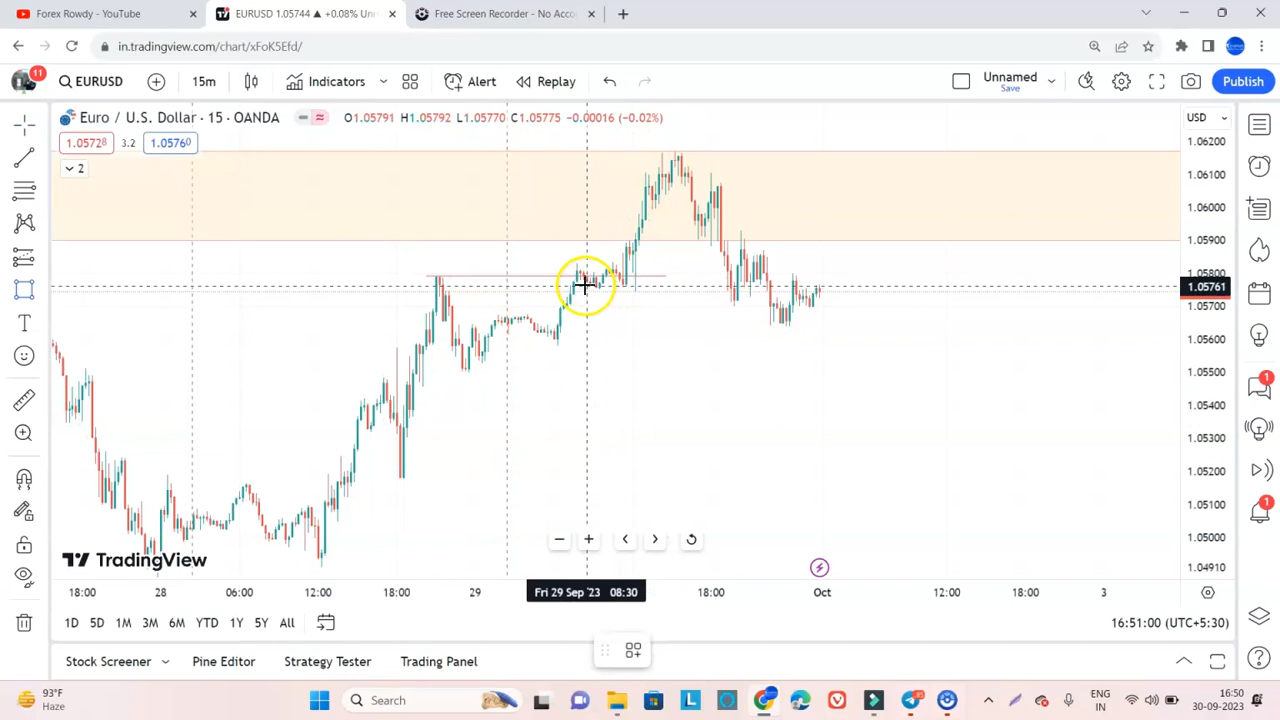 Forex Rowdy - YouTube
EURUSD 1.05744 ▲ +0.08% Unn
Free Screen Recorder - No Acco
in.tradingview.com/chart/xFoK5Efd/
11
EURUSD
15m
Indicators
Alert
Replay
Unnamed
Save
Publish
Euro / U.S. Dollar · 15 · OANDA
O1.05791 H1.05792 L1.05770 C1.05775 −0.00016 (−0.02%)
USD
1.05728
3.2
1.05760
2
1.06200
1.06100
1.06000
1.05900
1.05800
1.05761
1.05700
1.05600
1.05500
1.05400
1.05300
1.05200
1.05100
1.05000
1.04910
1
1
TradingView
18:00
28
06:00
12:00
18:00
29
Fri 29 Sep '23 08:30
18:00
Oct
12:00
18:00
3
1D
5D
1M
3M
6M
YTD
1Y
5Y
All
16:51:00 (UTC+5:30)
Stock Screener
Pine Editor
Strategy Tester
Trading Panel
93°F
Haze
Search
L
ENG
IN
16:50
30-09-2023